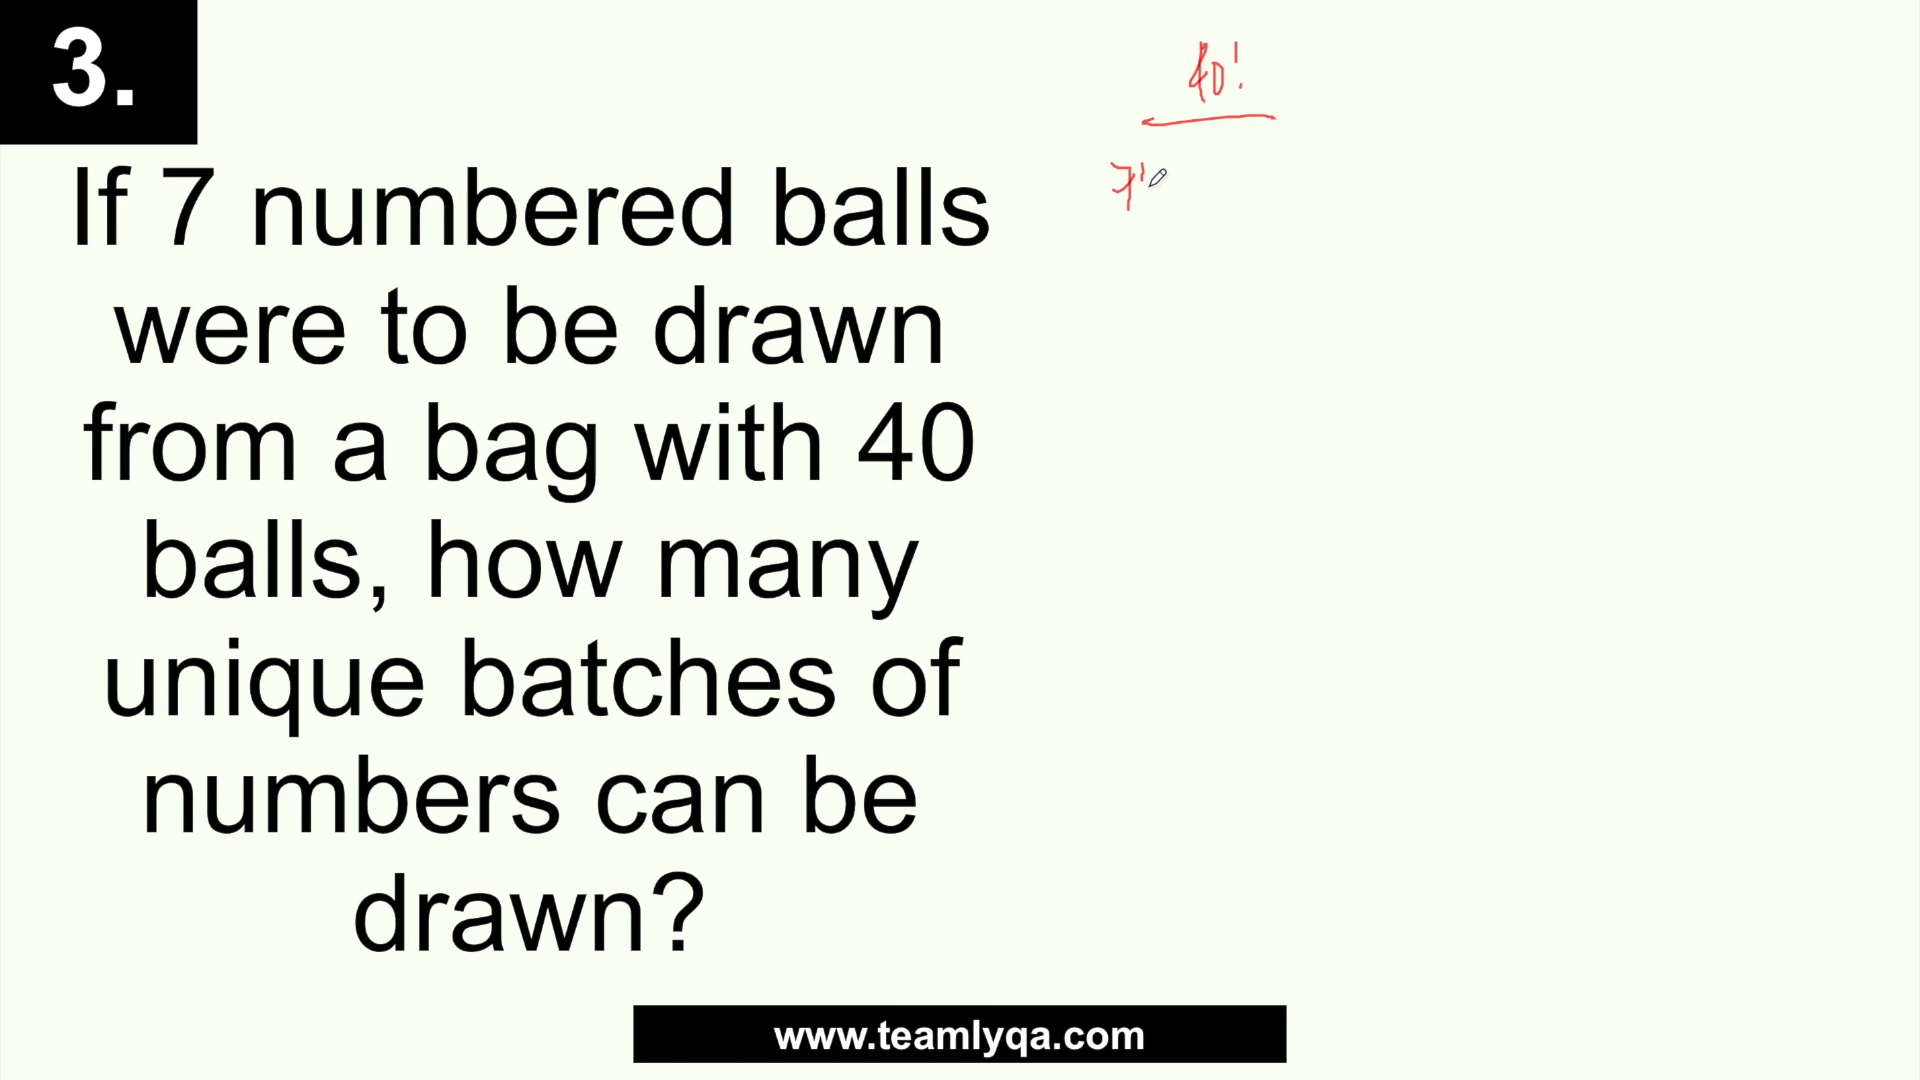 3.
40!
7!
If 7 numbered balls
were to be drawn
from a bag with 40
balls, how many
unique batches of
numbers can be
drawn?
www.teamlyqa.com